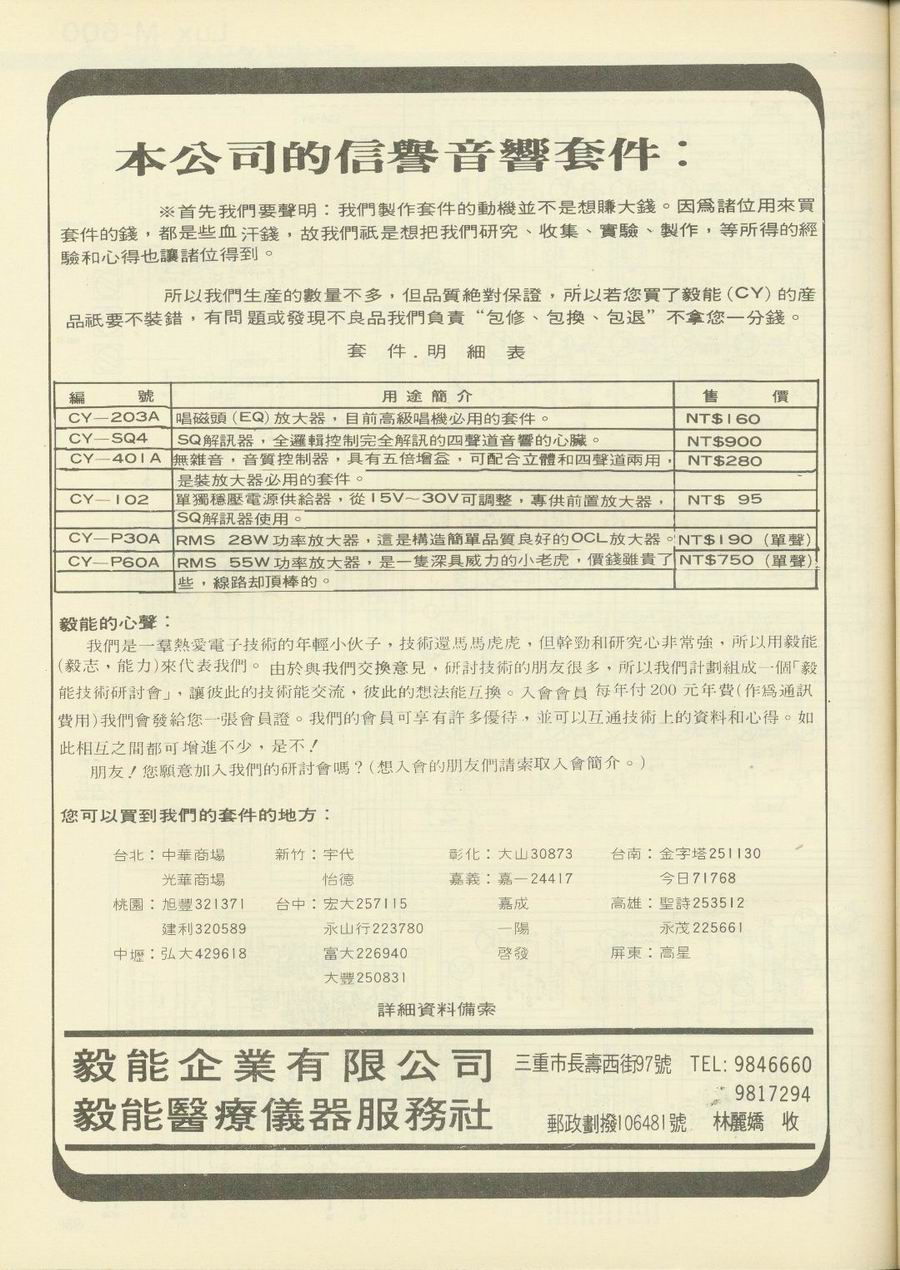 本公司的信譽音響套件：
※首先我們要聲明：我們製作套件的動機並不是想賺大錢。因爲諸位用來買
套件的錢，都是些血汗錢，故我們祇是想把我們研究、收集、實驗、製作，等所得的經
驗和心得也讓諸位得到。
所以我們生産的數量不多，但品質絶對保證，所以若您買了毅能(CY)的産
品祇要不裝錯，有問題或發現不良品我們負責“包修、包換、包退”不拿您一分錢。
套 件.明 細 表
編 號 用途簡介 售 價
CY—203A 唱磁頭(EQ)放大器，目前高級唱機必用的套件。 NT$160
CY—SQ4 SQ解訊器，全邏輯控制完全解訊的四聲道音響的心臟。 NT$900
CY—401A 無雜音，音質控制器，具有五倍增益，可配合立體和四聲道兩用， NT$280
是裝放大器必用的套件。
CY—102 單獨穩壓電源供給器，從15V～30V可調整，專供前置放大器， NT$ 95
SQ解訊器使用。
CY—P30A RMS 28W功率放大器，這是構造簡單品質良好的OCL放大器。 NT$190 (單聲)
CY—P60A RMS 55W功率放大器，是一隻深具威力的小老虎，價錢雖貴了 NT$750 (單聲)
些，線路却頂棒的。
毅能的心聲：
我們是一羣熱愛電子技術的年輕小伙子，技術還馬馬虎虎，但幹勁和研究心非常強，所以用毅能
(毅志，能力)來代表我們。由於與我們交換意見，研討技術的朋友很多，所以我們計劃組成一個「毅
能技術研討會」，讓彼此的技術能交流，彼此的想法能互換。入會會員 每年付200 元年費(作爲通訊
費用)我們會發給您一張會員證。我們的會員可享有許多優待，並可以互通技術上的資料和心得。如
此相互之間都可增進不少，是不！
朋友！您願意加入我們的研討會嗎？(想入會的朋友們請索取入會簡介。)
您可以買到我們的套件的地方：
台北：中華商場 新竹：宇代 彰化：大山30873 台南：金字塔251130
光華商場 怡德 嘉義：嘉一24417 今日71768
桃園：旭豐321371 台中：宏大257115 嘉成 高雄：聖詩253512
建利320589 永山行223780 一陽 永茂225661
中壢：弘大429618 富大226940 啓發 屏東：高星
大豐250831
詳細資料備索
毅能企業有限公司 三重市長壽西街97號 TEL: 9846660
9817294
毅能醫療儀器服務社 郵政劃撥106481號 林麗嬌 收